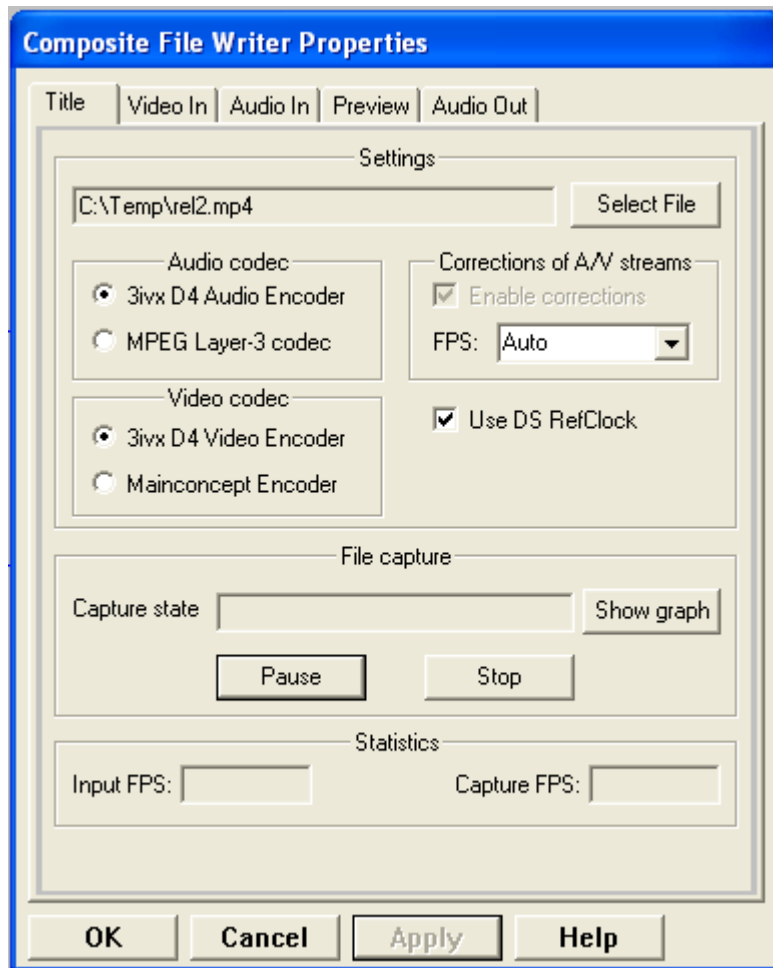 Composite File Writer Properties
Title Video In Audio In Preview Audio Out
Settings
C:\Temp\rel2.mp4 Select File
Audio codec
3ivx D4 Audio Encoder
MPEG Layer-3 codec
Corrections of A/V streams
Enable corrections
FPS: Auto
Video codec
3ivx D4 Video Encoder
Mainconcept Encoder
Use DS RefClock
File capture
Capture state Show graph
Pause Stop
Statistics
Input FPS: Capture FPS:
OK Cancel Apply Help